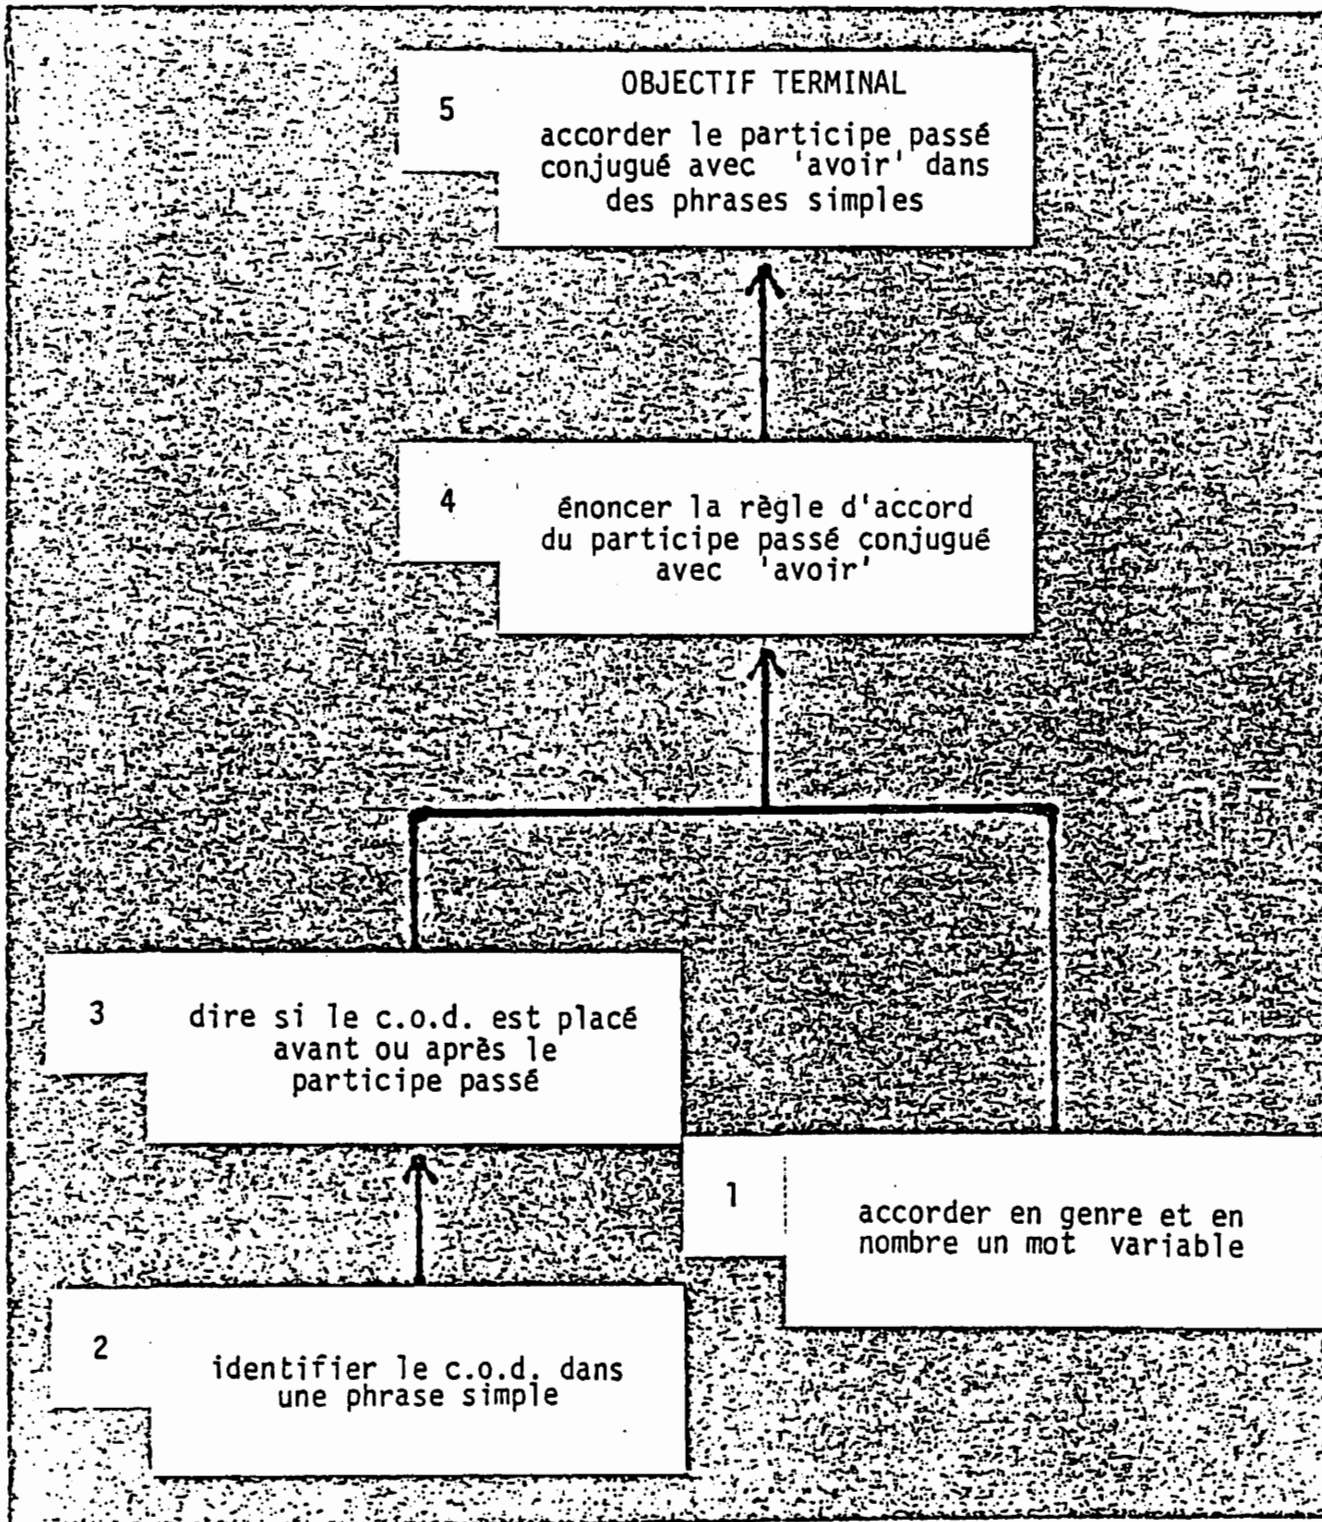 5
OBJECTIF TERMINAL
accorder le participe passé
conjugué avec 'avoir' dans
des phrases simples
4
énoncer la règle d'accord
du participe passé conjugué
avec 'avoir'
3
dire si le c.o.d. est placé
avant ou après le
participe passé
1
accorder en genre et en
nombre un mot variable
2
identifier le c.o.d. dans
une phrase simple